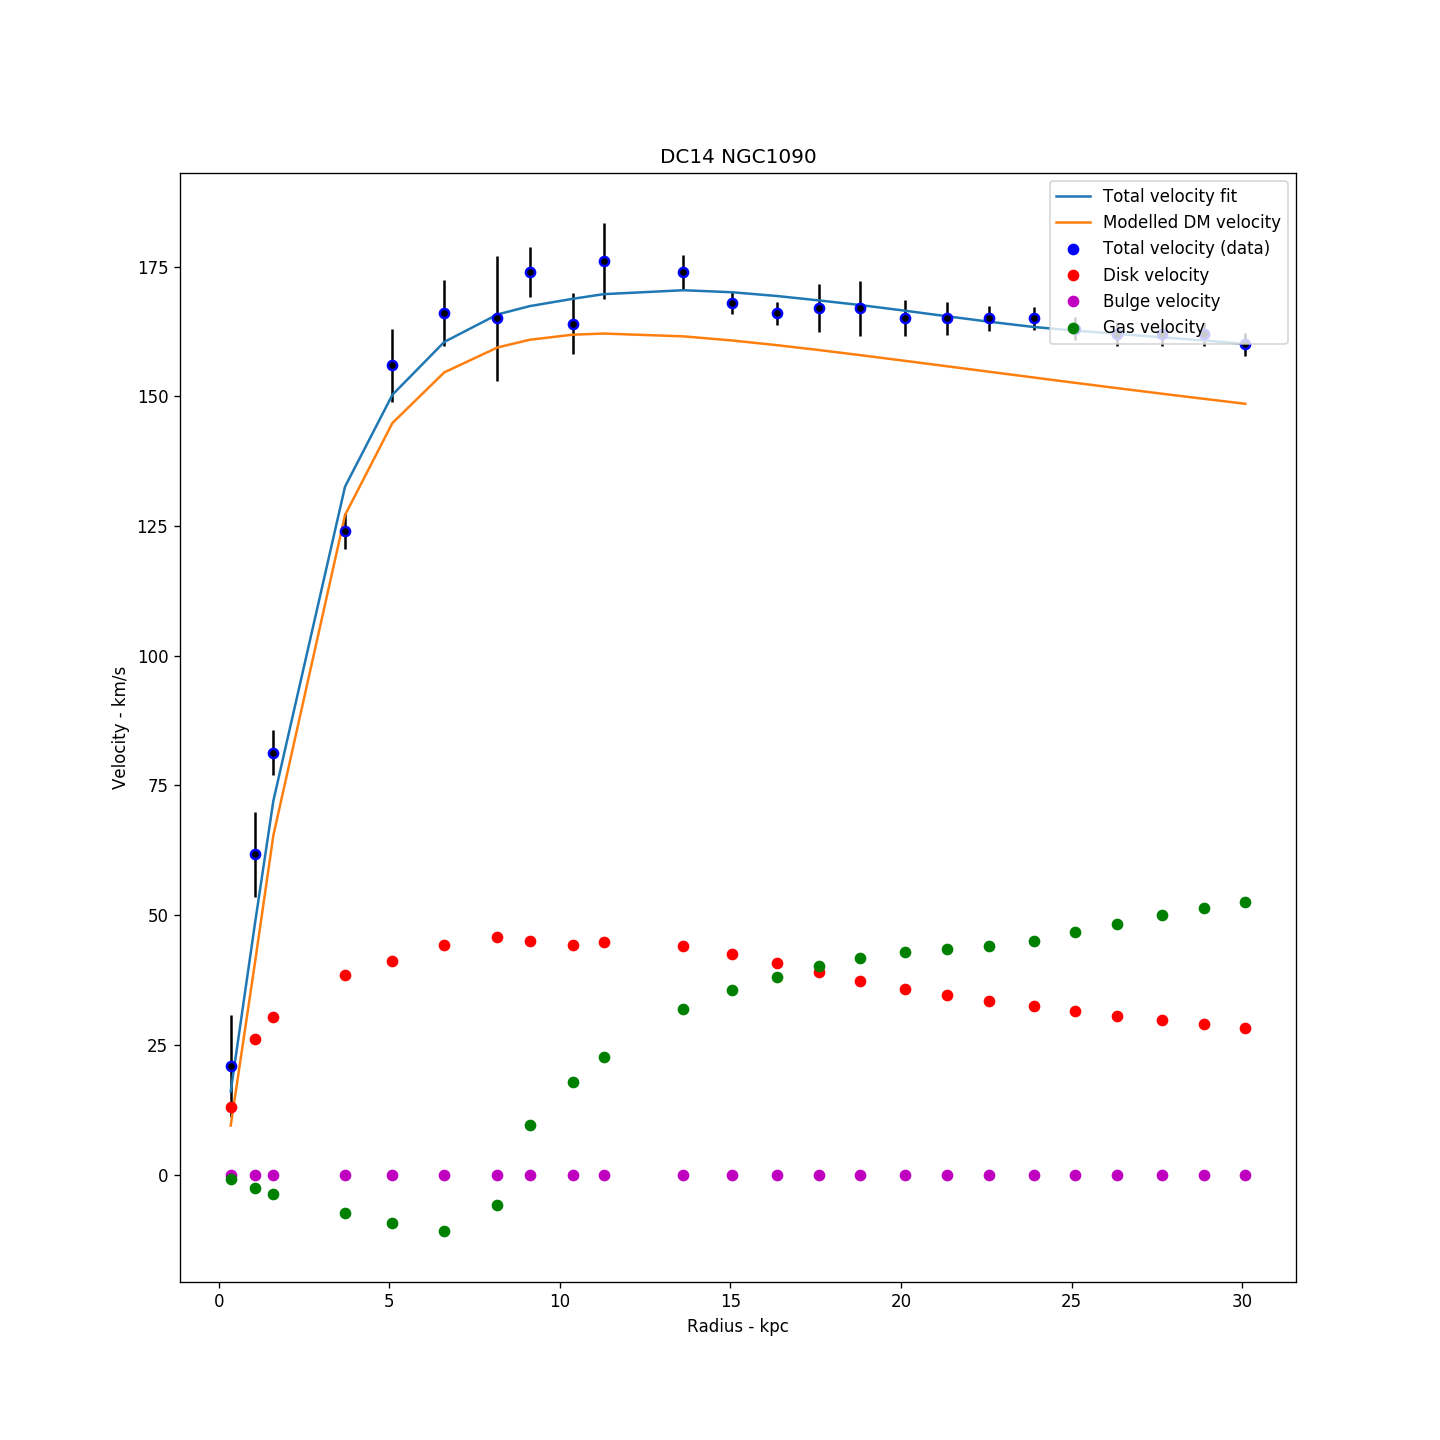 DC14 NGC1090
Total velocity fit
Modelled DM velocity
Total velocity (data)
Disk velocity
Bulge velocity
Gas velocity
175
150
125
100
75
50
25
0
Velocity - km/s
0 5 10 15 20 25 30
Radius - kpc